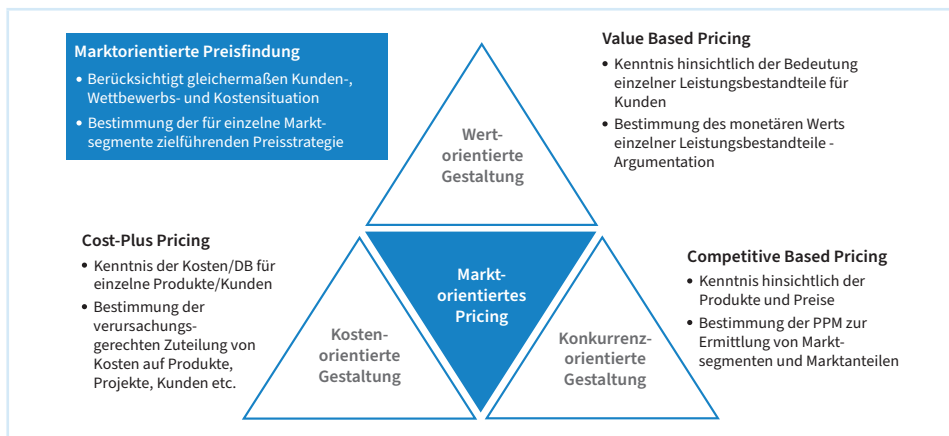 Marktorientierte Preisfindung
• Berücksichtigt gleichermaßen Kunden-,
Wettbewerbs- und Kostensituation
• Bestimmung der für einzelne Markt-
segmente zielführenden Preisstrategie
Value Based Pricing
• Kenntnis hinsichtlich der Bedeutung
einzelner Leistungsbestandteile für
Kunden
• Bestimmung des monetären Werts
einzelner Leistungsbestandteile -
Argumentation
Wert-
orientierte
Gestaltung
Cost-Plus Pricing
• Kenntnis der Kosten/DB für
einzelne Produkte/Kunden
• Bestimmung der
verursachungs-
gerechten Zuteilung von
Kosten auf Produkte,
Projekte, Kunden etc.
Markt-
orientiertes
Pricing
Competitive Based Pricing
• Kenntnis hinsichtlich der
Produkte und Preise
• Bestimmung der PPM zur
Ermittlung von Markt-
segmenten und Marktanteilen
Kosten-
orientierte
Gestaltung
Konkurrenz-
orientierte
Gestaltung